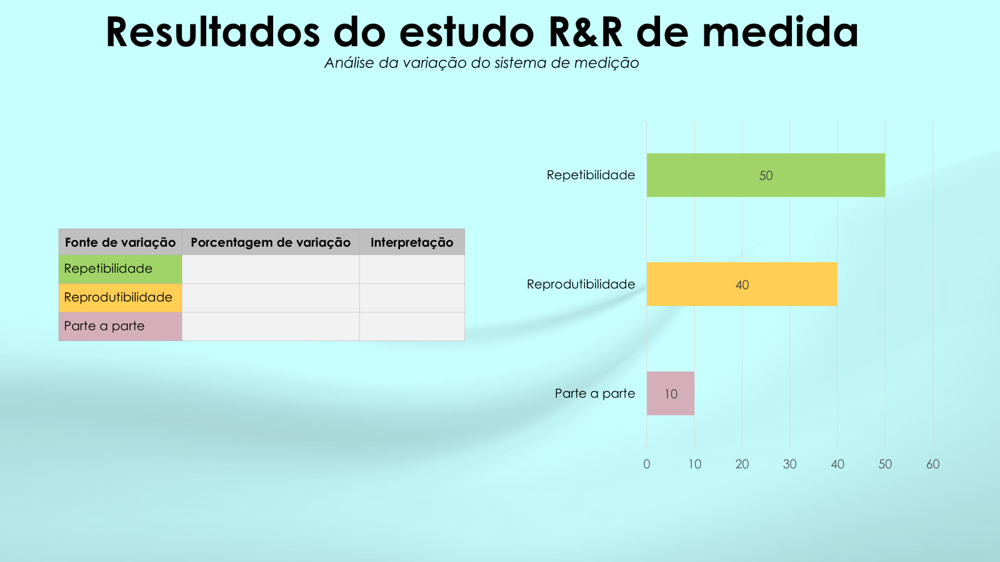 Resultados do estudo R&R de medida
Análise da variação do sistema de medição
Fonte de variação Porcentagem de variação Interpretação
Repetibilidade
Reprodutibilidade
Parte a parte
Repetibilidade 50
Reprodutibilidade 40
Parte a parte 10
0 10 20 30 40 50 60